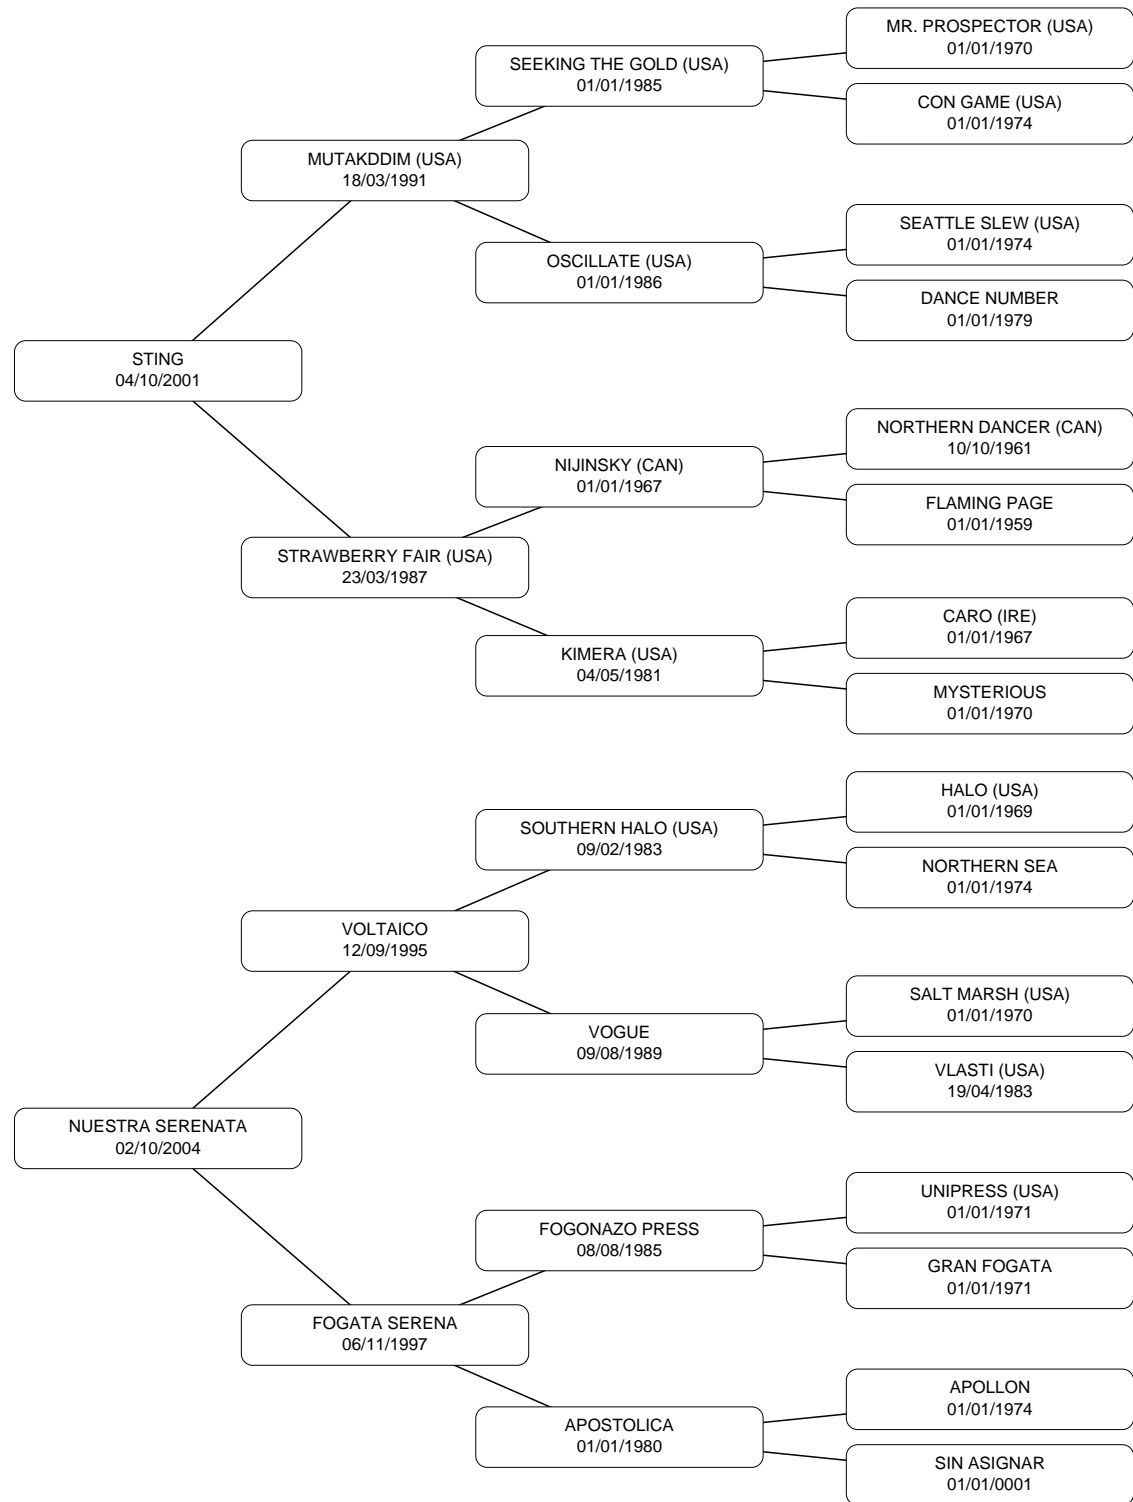 MR. PROSPECTOR (USA)
01/01/1970
SEEKING THE GOLD (USA)
01/01/1985
CON GAME (USA)
01/01/1974
MUTAKDDIM (USA)
18/03/1991
SEATTLE SLEW (USA)
01/01/1974
OSCILLATE (USA)
01/01/1986
DANCE NUMBER
01/01/1979
STING
04/10/2001
NORTHERN DANCER (CAN)
10/10/1961
NIJINSKY (CAN)
01/01/1967
FLAMING PAGE
01/01/1959
STRAWBERRY FAIR (USA)
23/03/1987
CARO (IRE)
01/01/1967
KIMERA (USA)
04/05/1981
MYSTERIOUS
01/01/1970
HALO (USA)
01/01/1969
SOUTHERN HALO (USA)
09/02/1983
NORTHERN SEA
01/01/1974
VOLTAICO
12/09/1995
SALT MARSH (USA)
01/01/1970
VOGUE
09/08/1989
VLASTI (USA)
19/04/1983
NUESTRA SERENATA
02/10/2004
UNIPRESS (USA)
01/01/1971
FOGONAZO PRESS
08/08/1985
GRAN FOGATA
01/01/1971
FOGATA SERENA
06/11/1997
APOLLON
01/01/1974
APOSTOLICA
01/01/1980
SIN ASIGNAR
01/01/0001